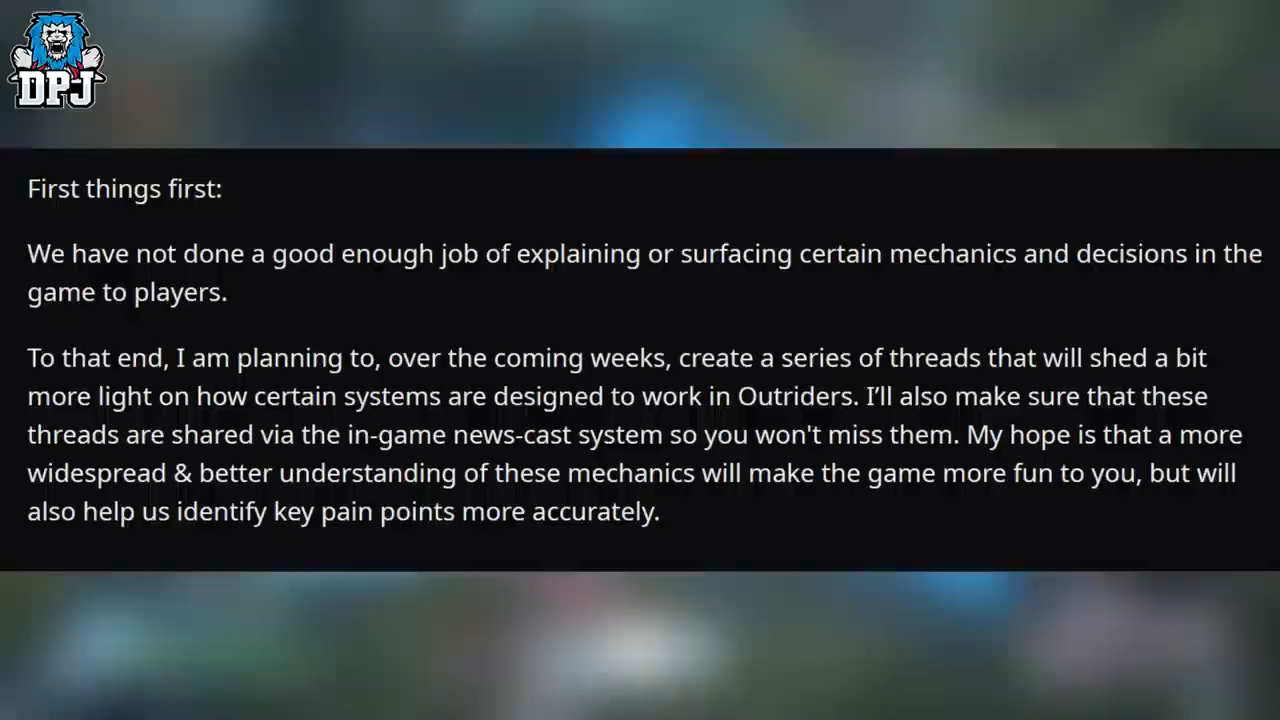 DPJ
First things first:
We have not done a good enough job of explaining or surfacing certain mechanics and decisions in the
game to players.
To that end, I am planning to, over the coming weeks, create a series of threads that will shed a bit
more light on how certain systems are designed to work in Outriders. I’ll also make sure that these
threads are shared via the in-game news-cast system so you won't miss them. My hope is that a more
widespread & better understanding of these mechanics will make the game more fun to you, but will
also help us identify key pain points more accurately.